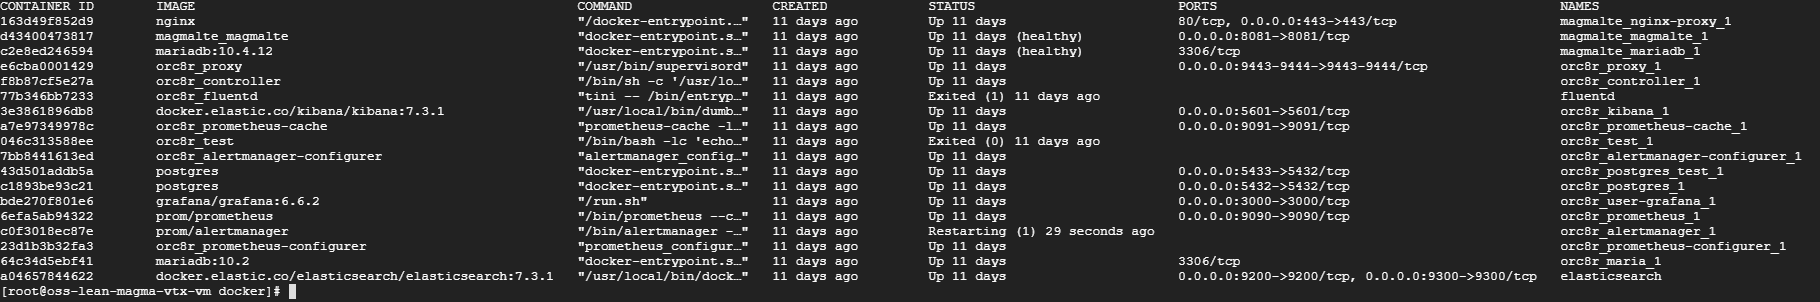 CONTAINER ID IMAGE COMMAND CREATED STATUS PORTS NAMES
163d49f852d9 nginx "/docker-entrypoint.…" 11 days ago Up 11 days 80/tcp, 0.0.0.0:443->443/tcp magmalte_nginx-proxy_1
d43400473817 magmalte_magmalte "docker-entrypoint.s…" 11 days ago Up 11 days (healthy) 0.0.0.0:8081->8081/tcp magmalte_magmalte_1
c2e8ed246594 mariadb:10.4.12 "docker-entrypoint.s…" 11 days ago Up 11 days (healthy) 3306/tcp magmalte_mariadb_1
e6cba0001429 orc8r_proxy "/usr/bin/supervisord" 11 days ago Up 11 days 0.0.0.0:9443-9444->9443-9444/tcp orc8r_proxy_1
f8b87cf5e27a orc8r_controller "/bin/sh -c '/usr/lo…" 11 days ago Up 11 days orc8r_controller_1
77b346bb7233 orc8r_fluentd "tini -- /bin/entryp…" 11 days ago Exited (1) 11 days ago fluentd
3e3861896db8 docker.elastic.co/kibana/kibana:7.3.1 "/usr/local/bin/dumb…" 11 days ago Up 11 days 0.0.0.0:5601->5601/tcp orc8r_kibana_1
a7e97349978c orc8r_prometheus-cache "prometheus-cache -l…" 11 days ago Up 11 days 0.0.0.0:9091->9091/tcp orc8r_prometheus-cache_1
046c313588ee orc8r_test "/bin/bash -lc 'echo…" 11 days ago Exited (0) 11 days ago orc8r_test_1
7bb8441613ed orc8r_alertmanager-configurer "alertmanager_config…" 11 days ago Up 11 days orc8r_alertmanager-configurer_1
43d501addb5a postgres "docker-entrypoint.s…" 11 days ago Up 11 days 0.0.0.0:5433->5432/tcp orc8r_postgres_test_1
c1893be93c21 postgres "docker-entrypoint.s…" 11 days ago Up 11 days 0.0.0.0:5432->5432/tcp orc8r_postgres_1
bde270f801e6 grafana/grafana:6.6.2 "/run.sh" 11 days ago Up 11 days 0.0.0.0:3000->3000/tcp orc8r_user-grafana_1
6efa5ab94322 prom/prometheus "/bin/prometheus --c…" 11 days ago Up 11 days 0.0.0.0:9090->9090/tcp orc8r_prometheus_1
c0f3018ec87e prom/alertmanager "/bin/alertmanager -…" 11 days ago Restarting (1) 29 seconds ago orc8r_alertmanager_1
23d1b3b32fa3 orc8r_prometheus-configurer "prometheus_configur…" 11 days ago Up 11 days orc8r_prometheus-configurer_1
64c34d5ebf41 mariadb:10.2 "docker-entrypoint.s…" 11 days ago Up 11 days 3306/tcp orc8r_maria_1
a04657844622 docker.elastic.co/elasticsearch/elasticsearch:7.3.1 "/usr/local/bin/dock…" 11 days ago Up 11 days 0.0.0.0:9200->9200/tcp, 0.0.0.0:9300->9300/tcp elasticsearch
[root@oss-lean-magma-vtx-vm docker]#